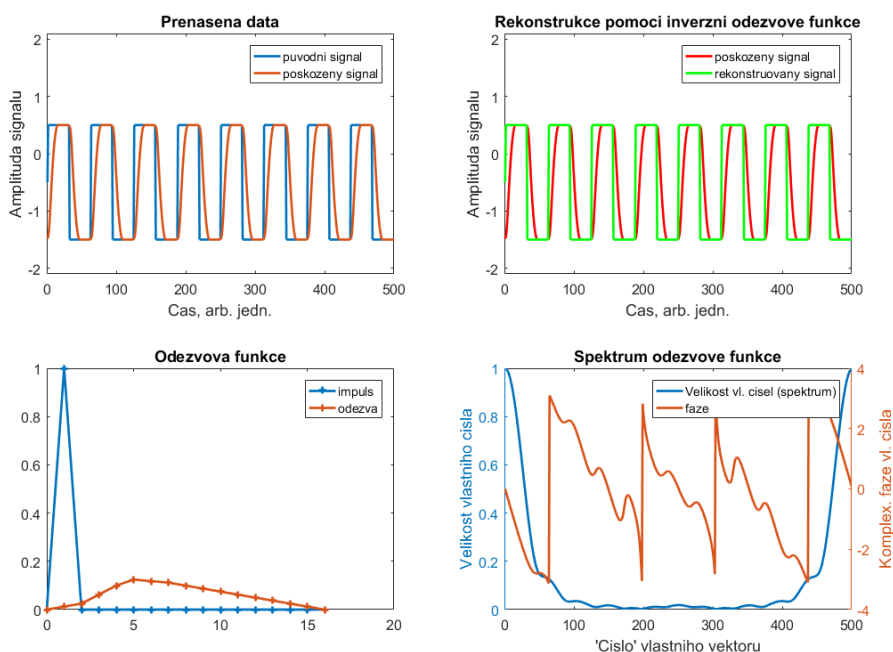 Prenasena data
2
1
0
-1
-2
Amplituda signalu
puvodni signal
poskozeny signal
0
100
200
300
400
500
Cas, arb. jedn.
Rekonstrukce pomoci inverzni odezvove funkce
2
1
0
-1
-2
Amplituda signalu
poskozeny signal
rekonstruovany signal
0
100
200
300
400
500
Cas, arb. jedn.
Odezvova funkce
1
0.8
0.6
0.4
0.2
0
impuls
odezva
0
5
10
15
20
Spektrum odezvove funkce
1
0.8
0.6
0.4
0.2
0
Velikost vlastniho cisla
Velikost vl. cisel (spektrum)
faze
4
2
0
-2
-4
Komplex. faze vl. cisla
0
100
200
300
400
500
'Cislo' vlastniho vektoru